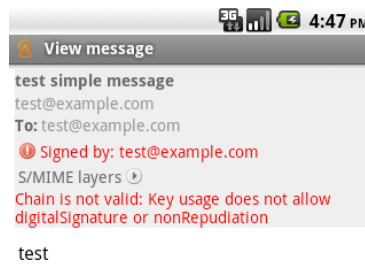 3G 4:47 PM
View message
test simple message
test@example.com
To: test@example.com
Signed by: test@example.com
S/MIME layers
Chain is not valid: Key usage does not allow
digitalSignature or nonRepudiation
test